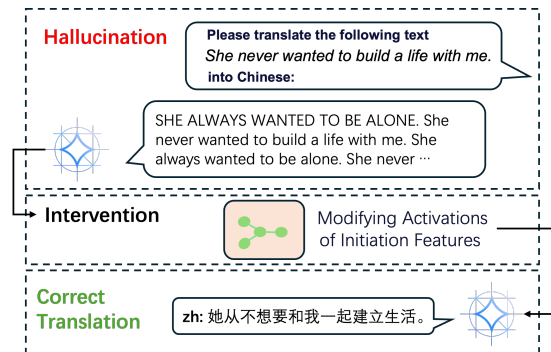 Hallucination
Please translate the following text
She never wanted to build a life with me.
into Chinese:
SHE ALWAYS WANTED TO BE ALONE. She
never wanted to build a life with me. She
always wanted to be alone. She never ···
Intervention
Modifying Activations
of Initiation Features
Correct
Translation
zh: 她从不想要和我一起建立生活。